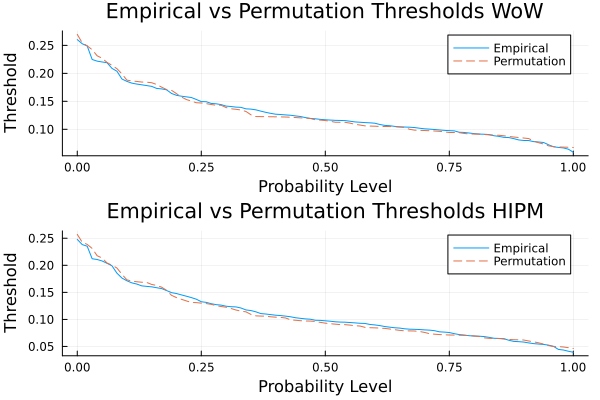 Empirical vs Permutation Thresholds WoW
Threshold
0.25
0.20
0.15
0.10
Empirical
Permutation
0.00
0.25
0.50
0.75
1.00
Probability Level
Empirical vs Permutation Thresholds HIPM
Threshold
0.25
0.20
0.15
0.10
0.05
Empirical
Permutation
0.00
0.25
0.50
0.75
1.00
Probability Level